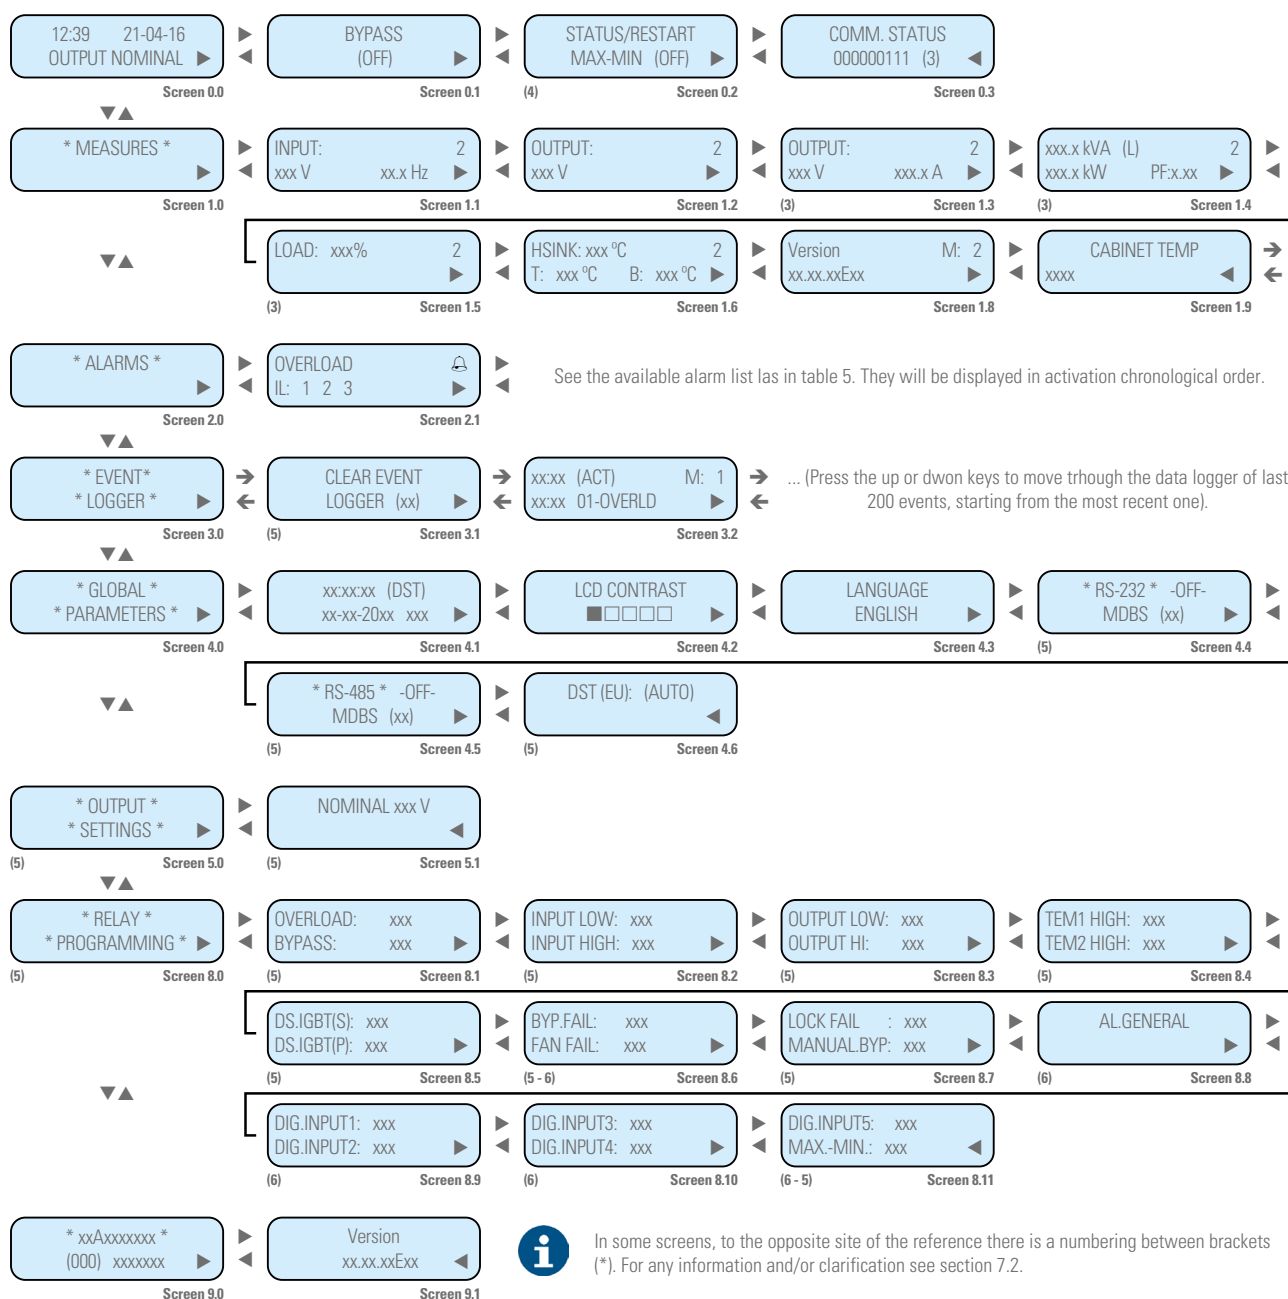 12:39 21-04-16
OUTPUT NOMINAL
Screen 0.0
BYPASS
(OFF)
Screen 0.1
STATUS/RESTART
MAX-MIN (OFF)
(4) Screen 0.2
COMM. STATUS
000000111 (3)
Screen 0.3
* MEASURES *
Screen 1.0
INPUT: 2
xxx V xx.x Hz
Screen 1.1
OUTPUT: 2
xxx V
Screen 1.2
OUTPUT: 2
xxx V xxx.x A
(3) Screen 1.3
xxx.x kVA (L) 2
xxx.x kW PF:x.xx
(3) Screen 1.4
LOAD: xxx% 2
(3) Screen 1.5
HSINK: xxx ºC 2
T: xxx ºC B: xxx ºC
Screen 1.6
Version M: 2
xx.xx.xxExx
Screen 1.8
CABINET TEMP
xxxx
Screen 1.9
* ALARMS *
Screen 2.0
OVERLOAD
IL: 1 2 3
Screen 2.1
See the available alarm list las in table 5. They will be displayed in activation chronological order.
* EVENT*
* LOGGER *
Screen 3.0
CLEAR EVENT
LOGGER (xx)
(5) Screen 3.1
xx:xx (ACT) M: 1
xx:xx 01-OVERLD
Screen 3.2
... (Press the up or dwon keys to move trhough the data logger of last
200 events, starting from the most recent one).
* GLOBAL *
* PARAMETERS *
Screen 4.0
xx:xx:xx (DST)
xx-xx-20xx xxx
Screen 4.1
LCD CONTRAST
■□□□□
Screen 4.2
LANGUAGE
ENGLISH
Screen 4.3
* RS-232 * -OFF-
MDBS (xx)
(5) Screen 4.4
* RS-485 * -OFF-
MDBS (xx)
(5) Screen 4.5
DST (EU): (AUTO)
(5) Screen 4.6
* OUTPUT *
* SETTINGS *
(5) Screen 5.0
NOMINAL xxx V
(5) Screen 5.1
* RELAY *
* PROGRAMMING *
(5) Screen 8.0
OVERLOAD: xxx
BYPASS: xxx
(5) Screen 8.1
INPUT LOW: xxx
INPUT HIGH: xxx
(5) Screen 8.2
OUTPUT LOW: xxx
OUTPUT HI: xxx
(5) Screen 8.3
TEM1 HIGH: xxx
TEM2 HIGH: xxx
(5) Screen 8.4
DS.IGBT(S): xxx
DS.IGBT(P): xxx
(5) Screen 8.5
BYP.FAIL: xxx
FAN FAIL: xxx
(5 - 6) Screen 8.6
LOCK FAIL : xxx
MANUAL.BYP: xxx
(5) Screen 8.7
AL.GENERAL
(6) Screen 8.8
DIG.INPUT1: xxx
DIG.INPUT2: xxx
(6) Screen 8.9
DIG.INPUT3: xxx
DIG.INPUT4: xxx
(6) Screen 8.10
DIG.INPUT5: xxx
MAX.-MIN.: xxx
(6 - 5) Screen 8.11
* xxAxxxxxxx *
(000) xxxxxxx
Screen 9.0
Version
xx.xx.xxExx
Screen 9.1
i
In some screens, to the opposite site of the reference there is a numbering between brackets
(*). For any information and/or clarification see section 7.2.